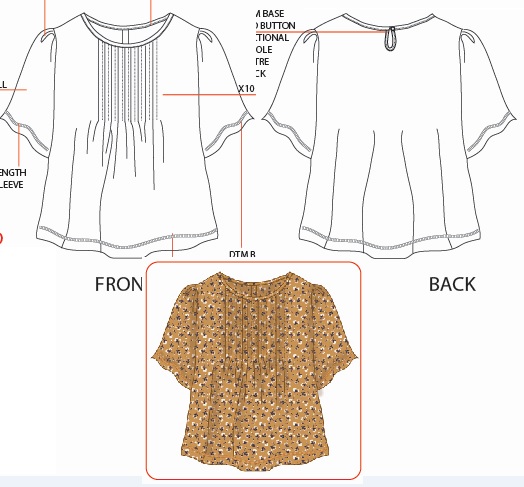 M BASE
BUTTON
TIONAL
OLE
TRE
CK
LL
X10
ENGTH
LEEVE
DTM B
FRON
BACK